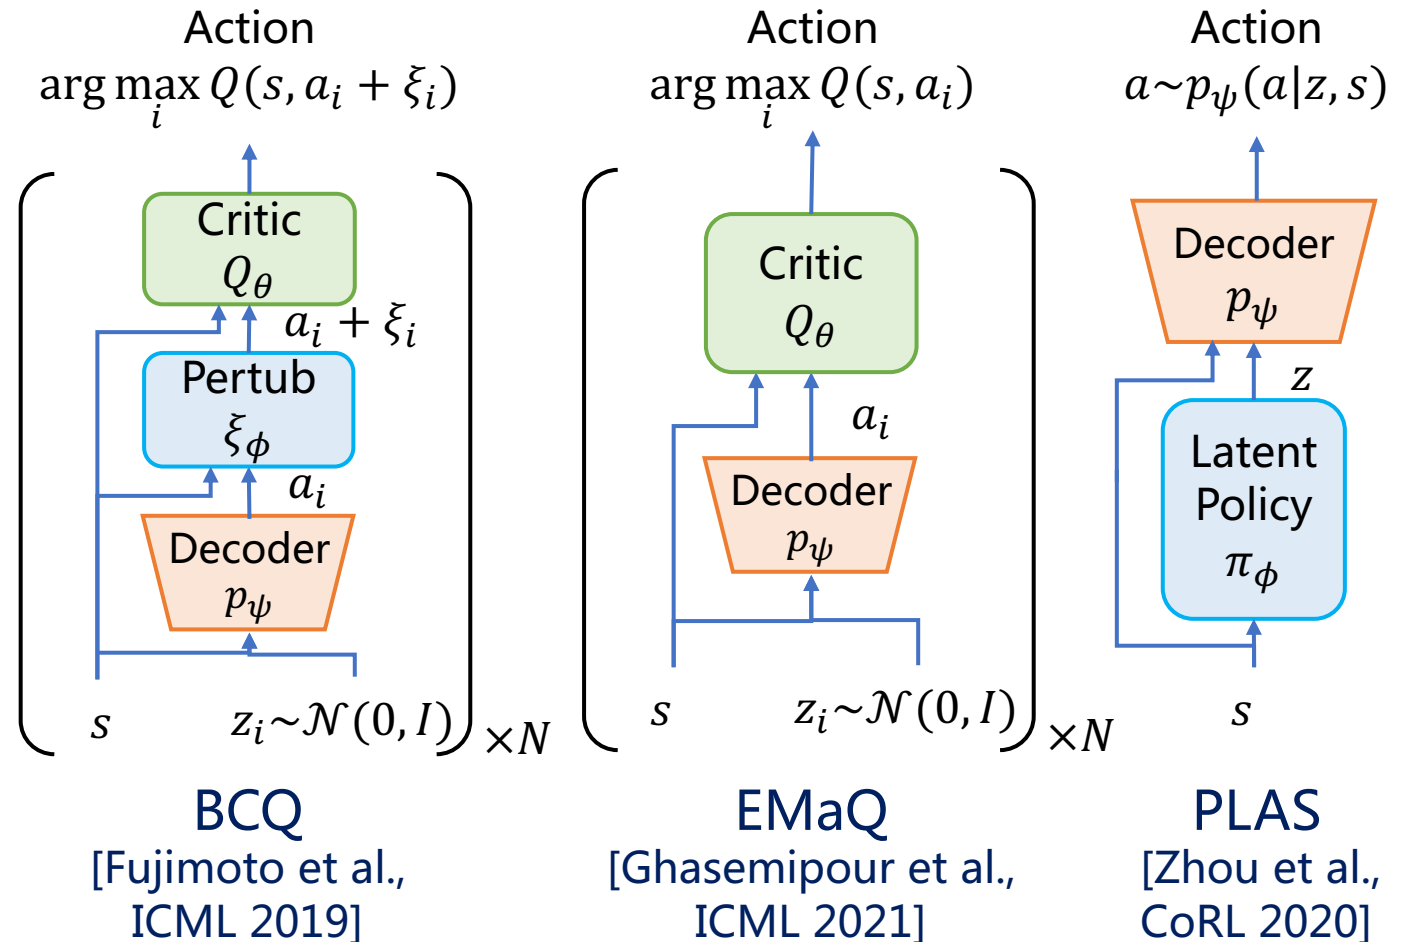 Action
arg max Q(s, a_i + ξ_i)
i
Critic
Q_θ
a_i + ξ_i
Pertub
ξ_ϕ
a_i
Decoder
p_ψ
s
z_i~𝒩(0, I)
×N
BCQ
[Fujimoto et al.,
ICML 2019]
Action
arg max Q(s, a_i)
i
Critic
Q_θ
a_i
Decoder
p_ψ
s
z_i~𝒩(0, I)
×N
EMaQ
[Ghasemipour et al.,
ICML 2021]
Action
a~p_ψ(a|z, s)
Decoder
p_ψ
z
Latent
Policy
π_ϕ
s
PLAS
[Zhou et al.,
CoRL 2020]